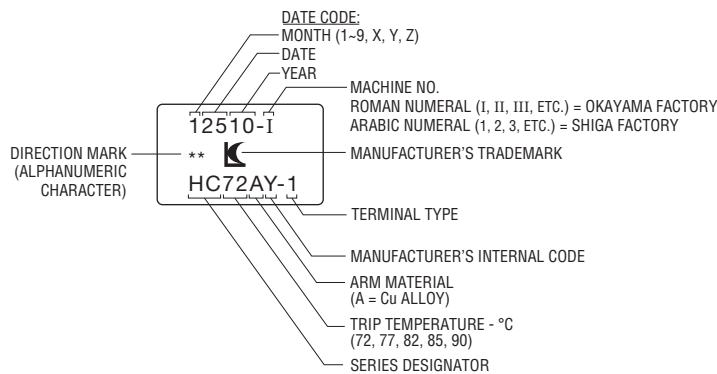 DATE CODE:
MONTH (1~9, X, Y, Z)
DATE
YEAR
MACHINE NO.
ROMAN NUMERAL (I, II, III, ETC.) = OKAYAMA FACTORY
ARABIC NUMERAL (1, 2, 3, ETC.) = SHIGA FACTORY
12510-I
DIRECTION MARK
(ALPHANUMERIC
CHARACTER)
**
MANUFACTURER'S TRADEMARK
HC72AY-1
TERMINAL TYPE
MANUFACTURER'S INTERNAL CODE
ARM MATERIAL
(A = Cu ALLOY)
TRIP TEMPERATURE - °C
(72, 77, 82, 85, 90)
SERIES DESIGNATOR